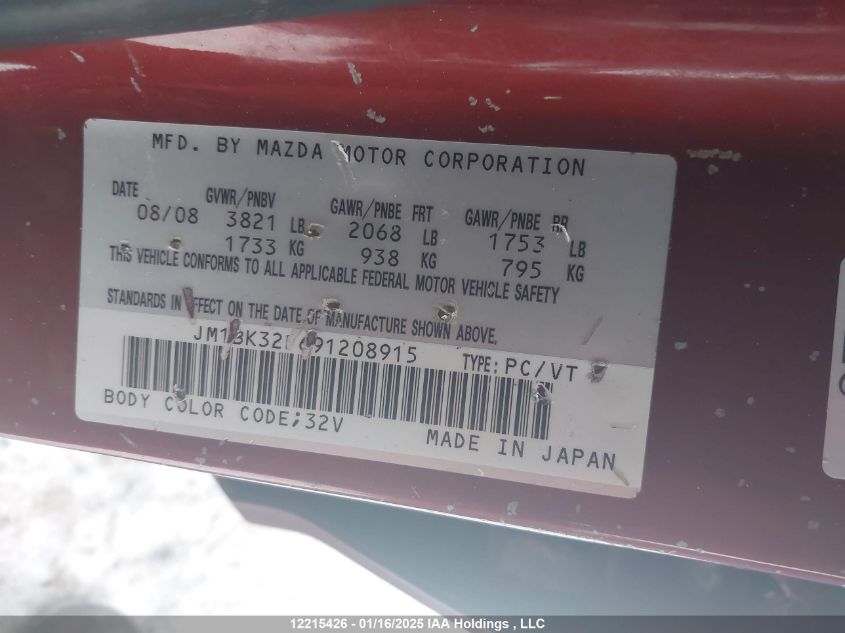 MFD. BY MAZDA MOTOR CORPORATION
DATE GVWR/PNBV GAWR/PNBE FRT GAWR/PNBE RR
08/08 3821 LB 2068 LB 1753 LB
1733 KG 938 KG 795 KG
THIS VEHICLE CONFORMS TO ALL APPLICABLE FEDERAL MOTOR VEHICLE SAFETY
STANDARDS IN EFFECT ON THE DATE OF MANUFACTURE SHOWN ABOVE.
TYPE: PC/VT
BODY COLOR CODE;32V
MADE IN JAPAN
12215426 - 01/16/2025 IAA Holdings , LLC